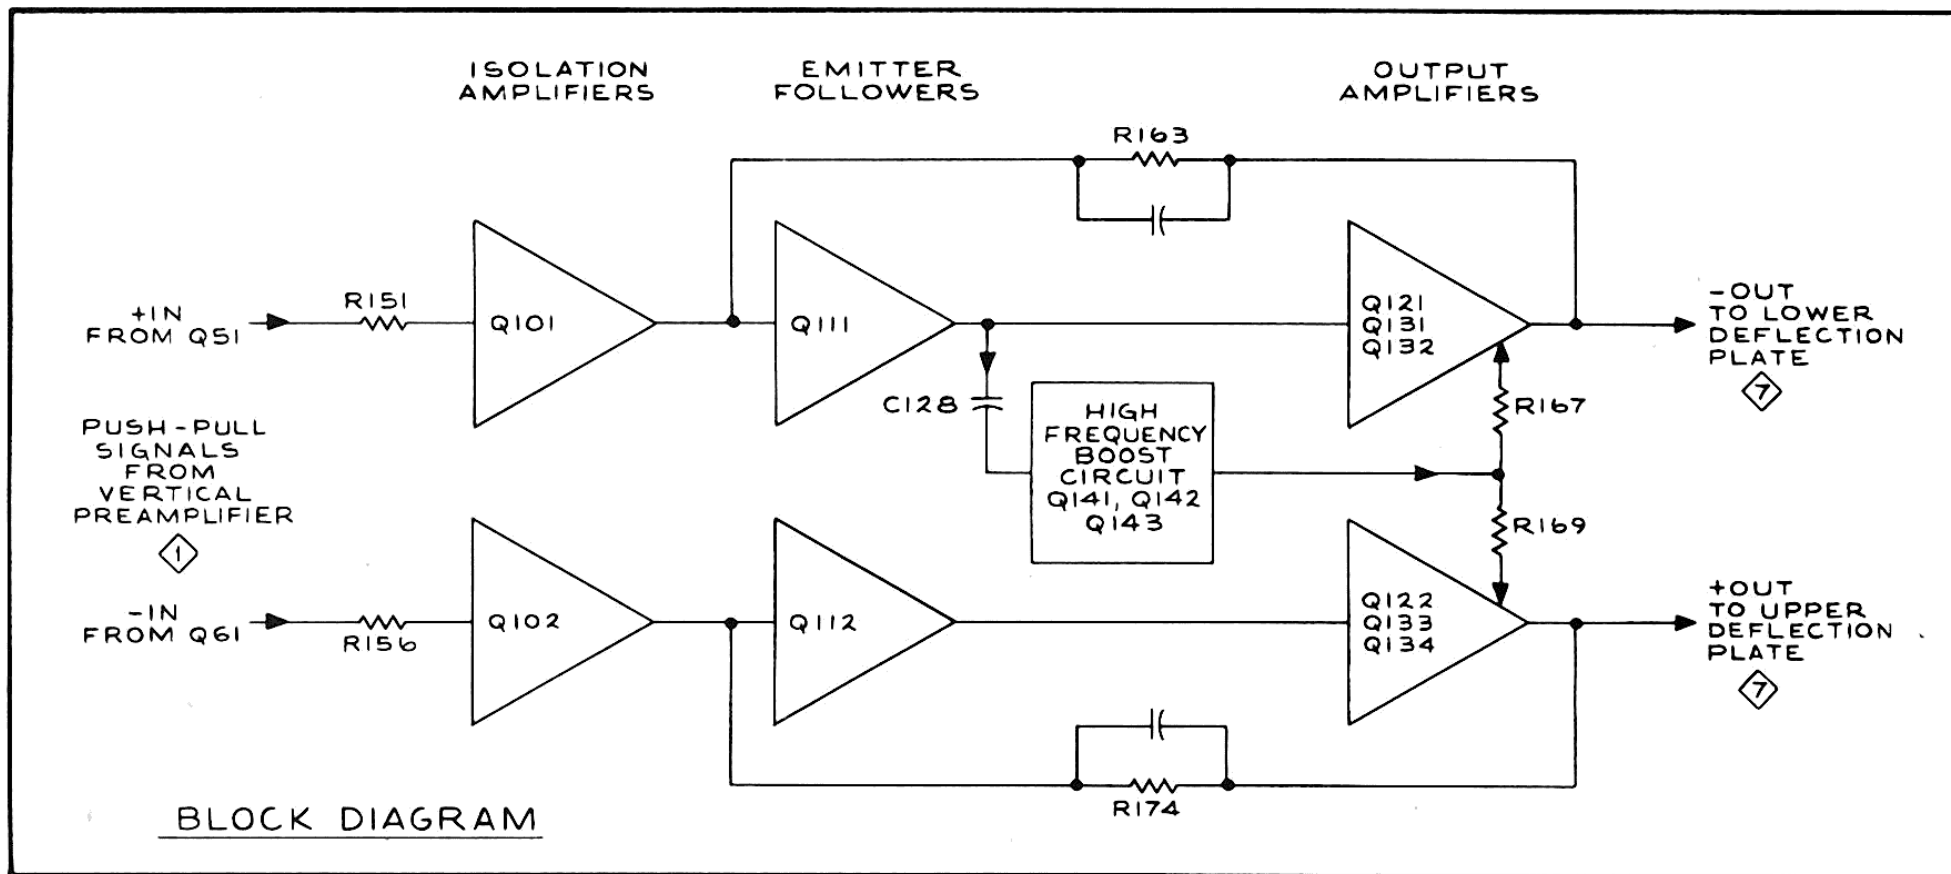 ISOLATION
AMPLIFIERS
EMITTER
FOLLOWERS
OUTPUT
AMPLIFIERS
R163
+IN
FROM Q51
R151
Q101
Q111
Q121
Q131
Q132
-OUT
TO LOWER
DEFLECTION
PLATE
7
C128
HIGH
FREQUENCY
BOOST
CIRCUIT
Q141, Q142
Q143
R167
R169
PUSH-PULL
SIGNALS
FROM
VERTICAL
PREAMPLIFIER
1
-IN
FROM Q61
R156
Q102
Q112
Q122
Q133
Q134
+OUT
TO UPPER
DEFLECTION
PLATE
7
R174
BLOCK DIAGRAM